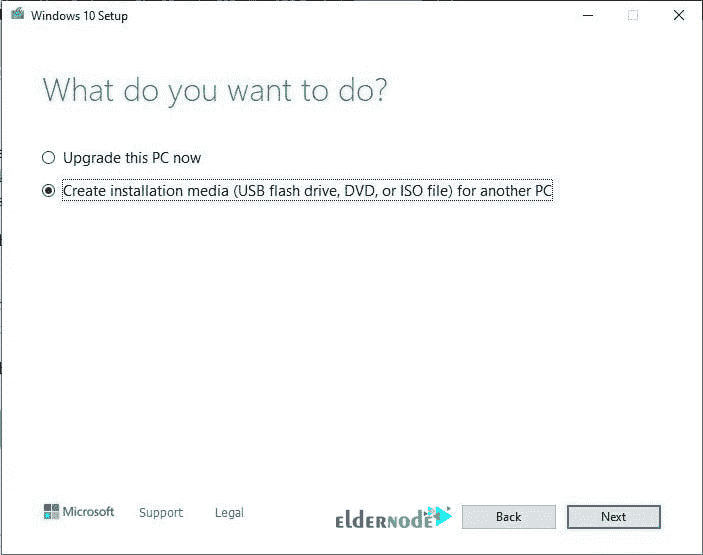 Windows 10 Setup
What do you want to do?
Upgrade this PC now
Create installation media (USB flash drive, DVD, or ISO file) for another PC
Microsoft Support Legal ELDERNODE Back Next